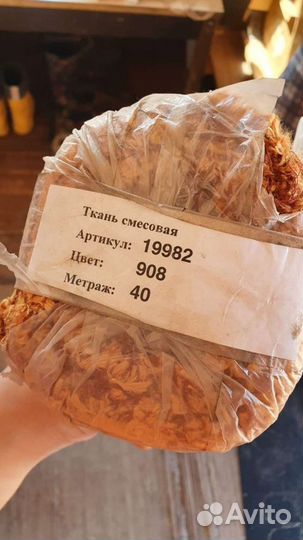 Ткань смесовая
Артикул: 19982
Цвет: 908
Метраж: 40
Avito